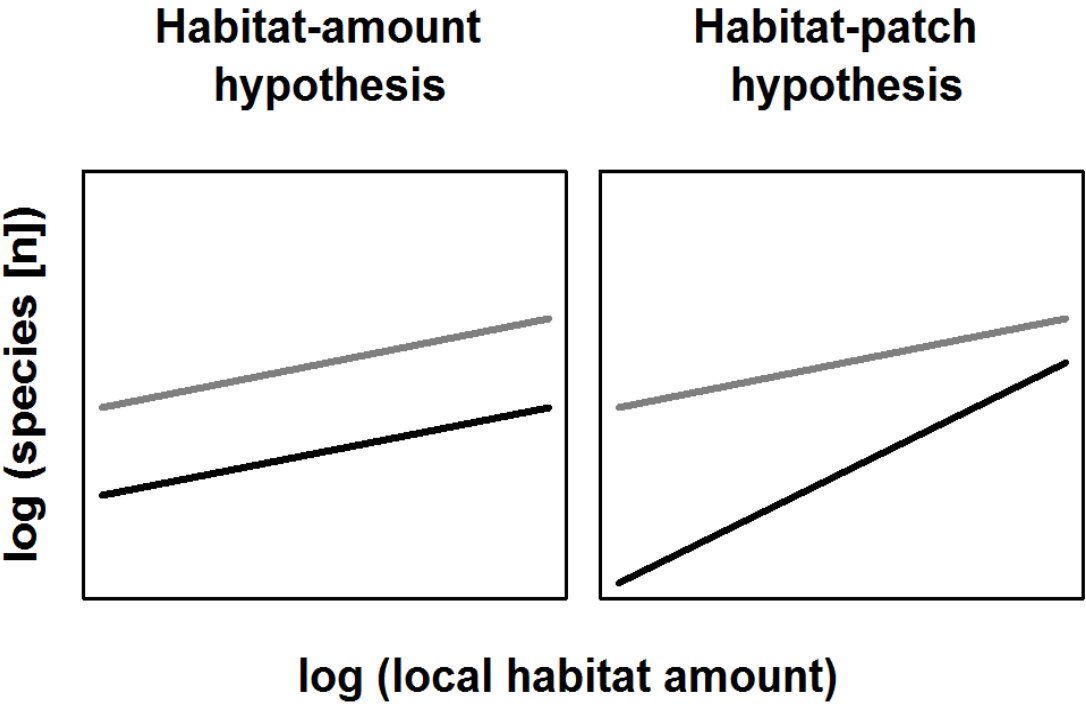 Habitat-amount
hypothesis
Habitat-patch
hypothesis
log (species [n])
log (local habitat amount)